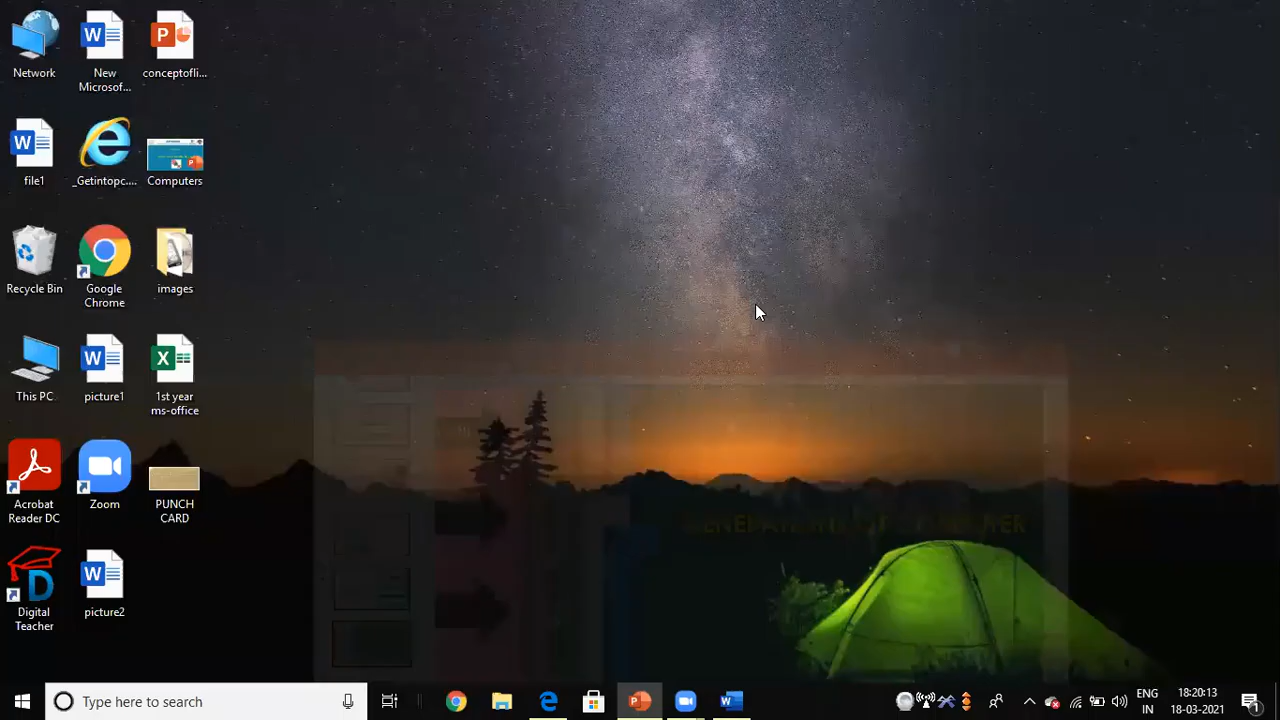 Network
New
Microsof...
conceptofli...
file1
_Getintopc....
Computers
Recycle Bin
Google
Chrome
images
This PC
picture1
1st year
ms-office
Acrobat
Reader DC
Zoom
PUNCH
CARD
Digital
Teacher
picture2
Type here to search
ENG
IN
18:20:13
18-03-2021